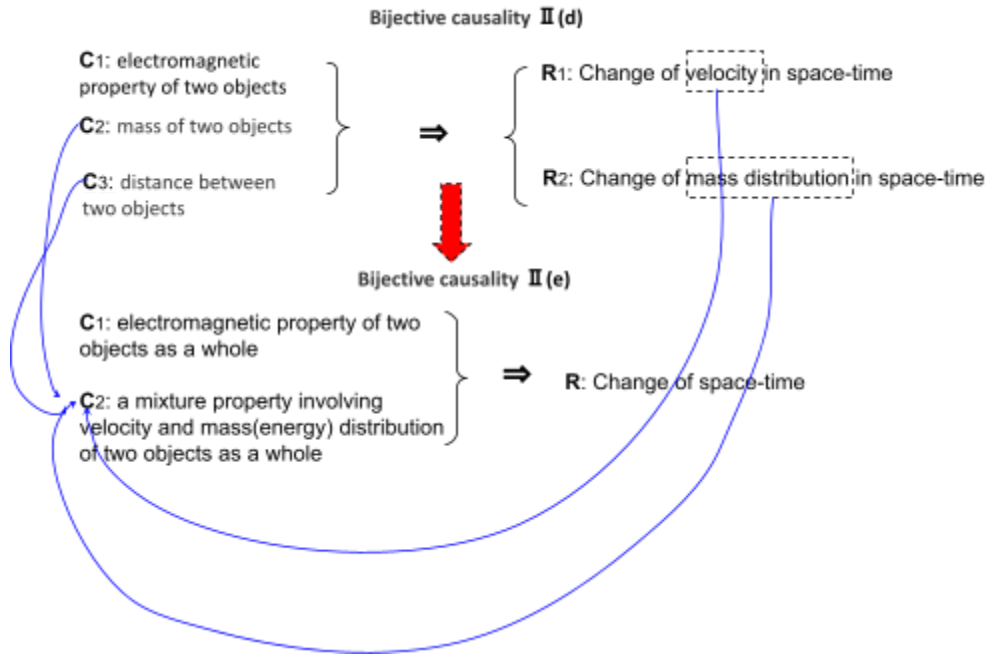 Bijective causality Ⅱ(d)
C1: electromagnetic
property of two objects
R1: Change of velocity in space-time
C2: mass of two objects
⇒
C3: distance between
two objects
R2: Change of mass distribution in space-time
Bijective causality Ⅱ(e)
C1: electromagnetic property of two
objects as a whole
⇒
R: Change of space-time
C2: a mixture property involving
velocity and mass(energy) distribution
of two objects as a whole